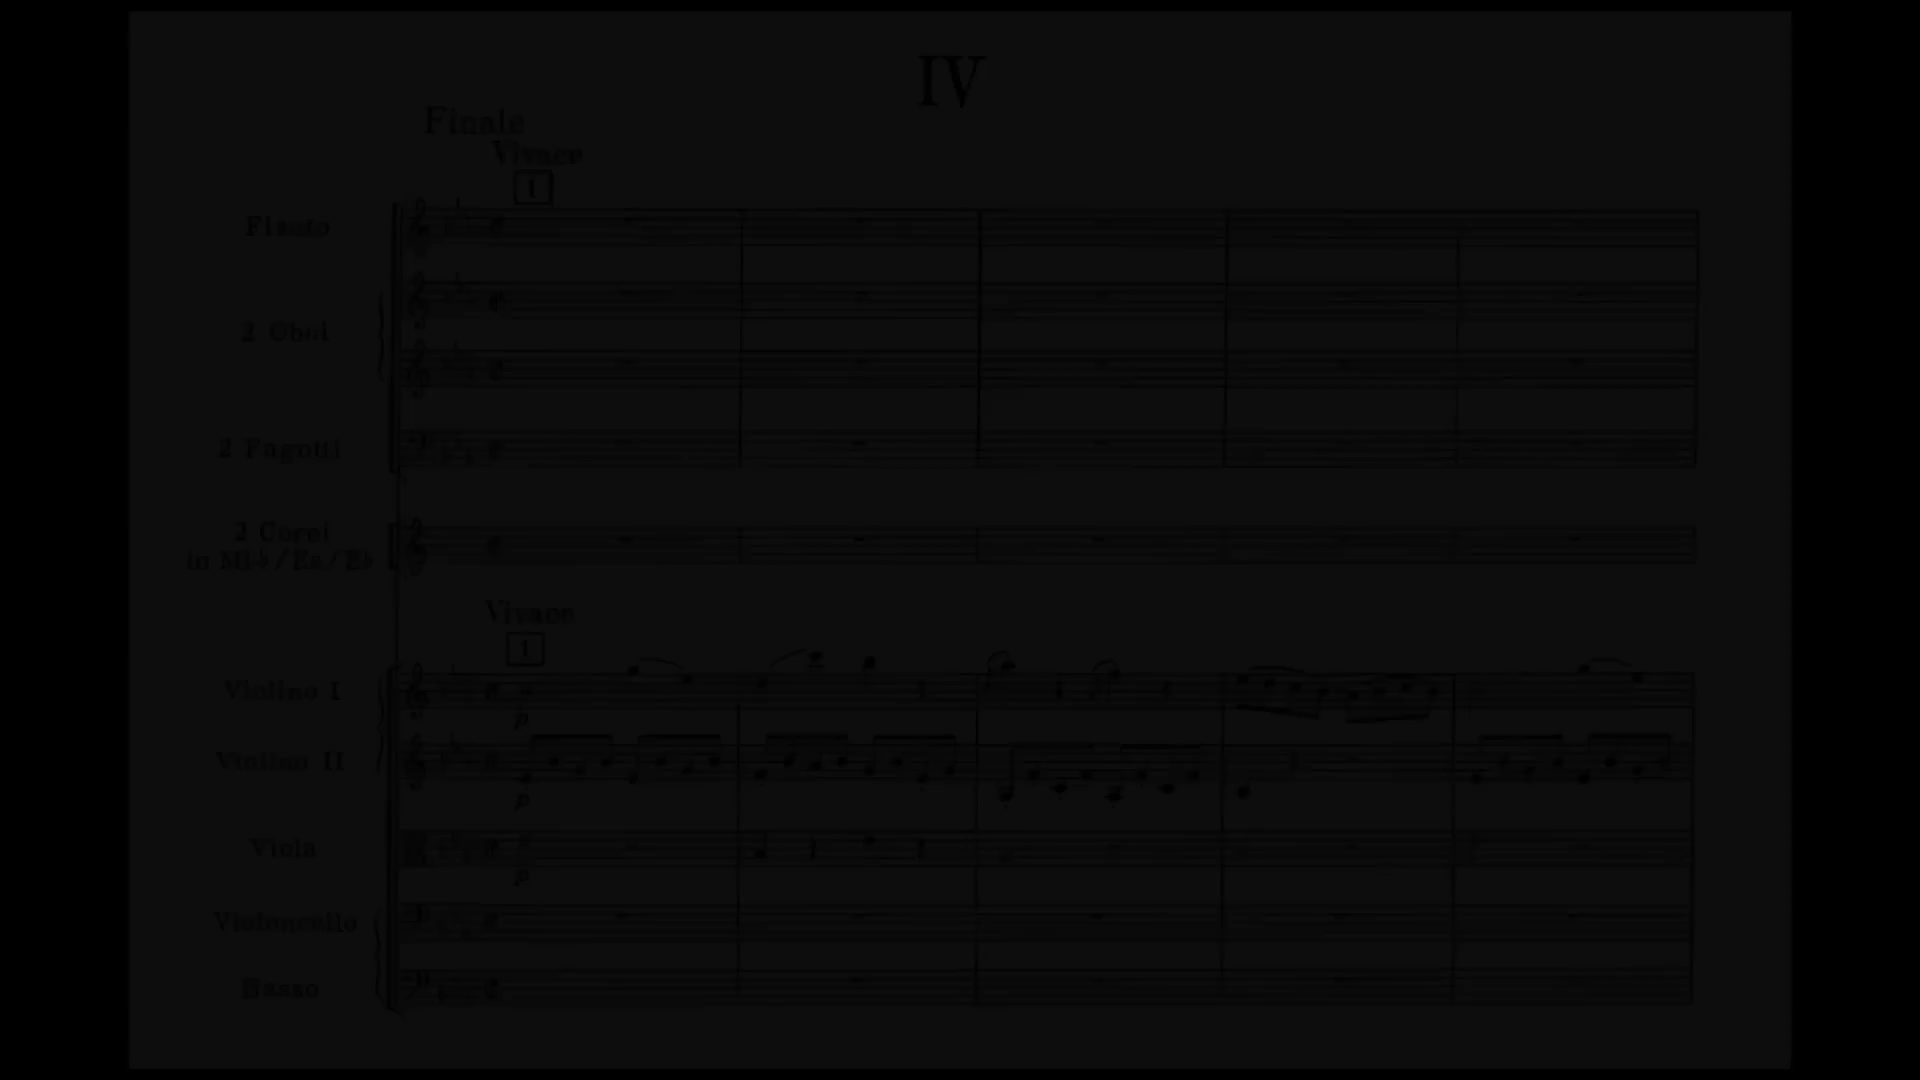 IV
Finale
Vivace
1
Flauto
2 Oboi
2 Fagotti
2 Corni
in Mi♭/Es/E♭
Vivace
1
Violino I
p
Violino II
p
Viola
p
Violoncello
Basso